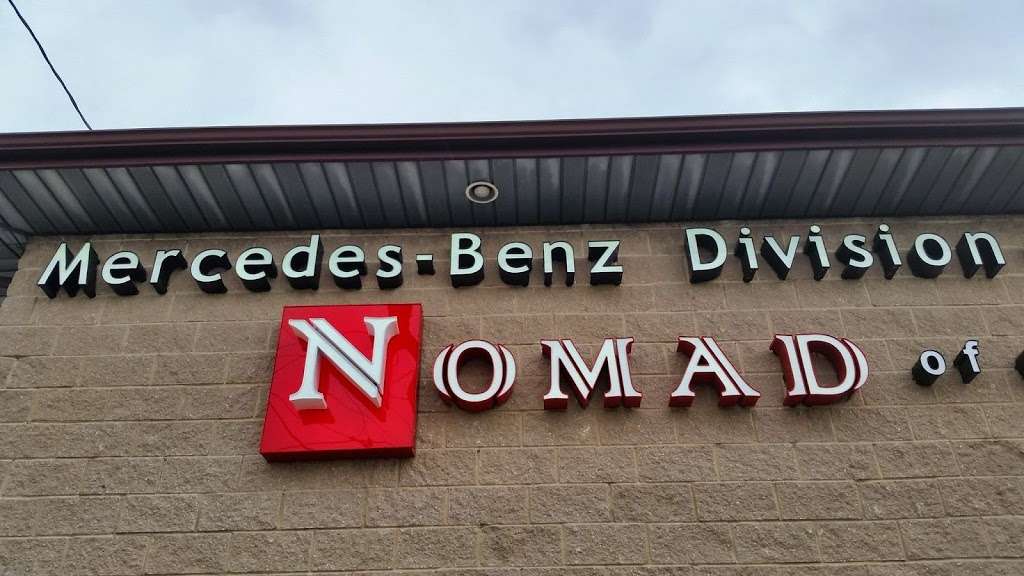 Mercedes-Benz Division
NOMAD of